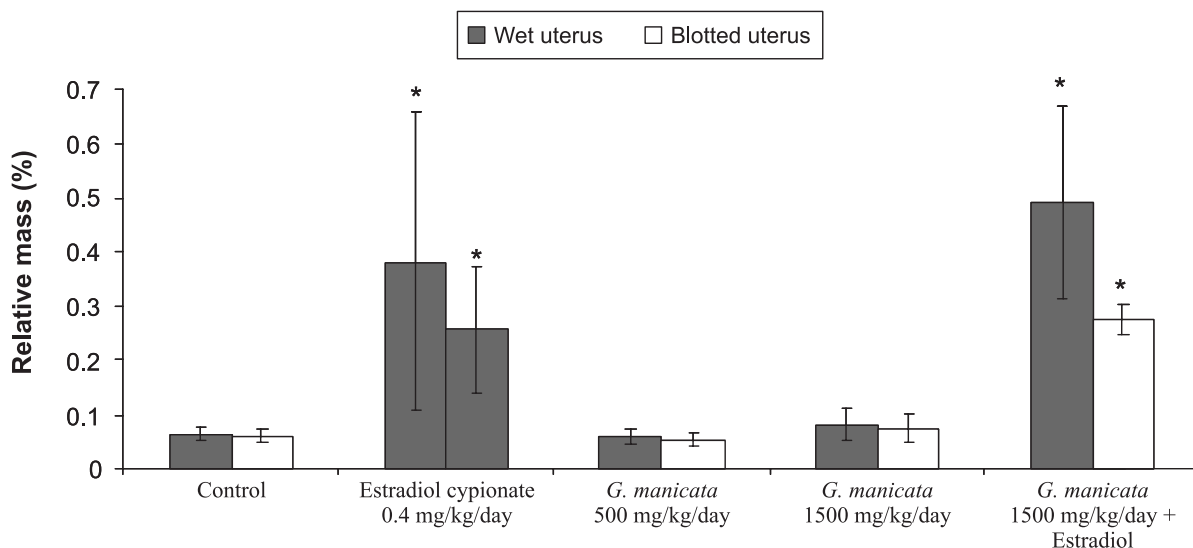 Wet uterus Blotted uterus
Relative mass (%)
0.7
0.6
0.5
0.4
0.3
0.2
0.1
0
*
*
*
*
Control
Estradiol cypionate
0.4 mg/kg/day
G. manicata
500 mg/kg/day
G. manicata
1500 mg/kg/day
G. manicata
1500 mg/kg/day +
Estradiol